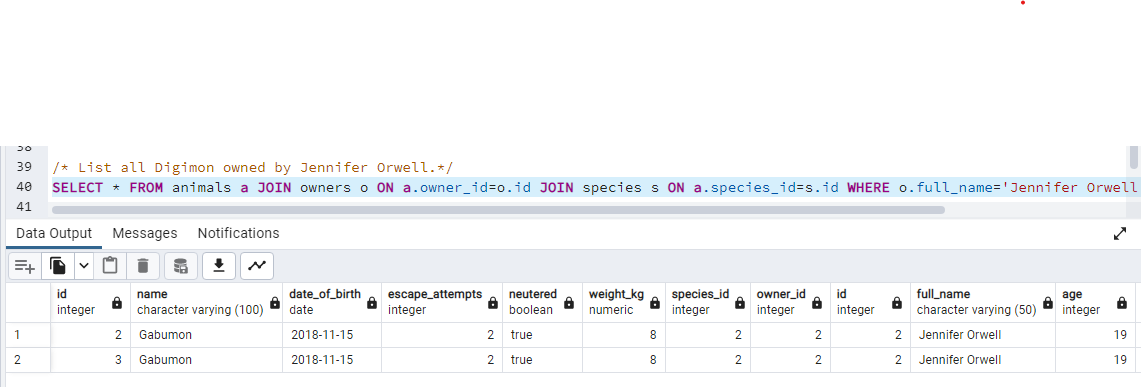 38
39 /* List all Digimon owned by Jennifer Orwell.*/
40 SELECT * FROM animals a JOIN owners o ON a.owner_id=o.id JOIN species s ON a.species_id=s.id WHERE o.full_name='Jennifer Orwell
41
Data Output Messages Notifications
id name date_of_birth escape_attempts neutered weight_kg species_id owner_id id full_name age
integer character varying (100) date integer boolean numeric integer integer integer character varying (50) integer
1 2 Gabumon 2018-11-15 2 true 8 2 2 2 Jennifer Orwell 19
2 3 Gabumon 2018-11-15 2 true 8 2 2 2 Jennifer Orwell 19